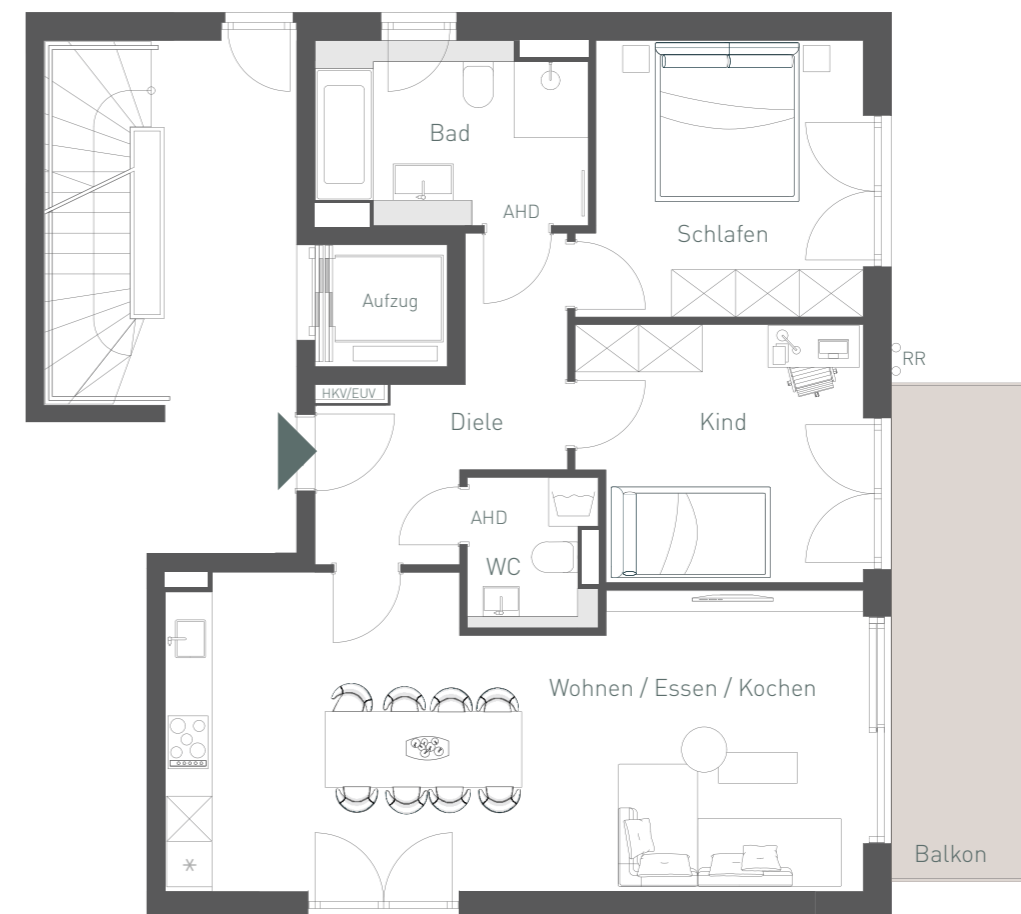 Bad
AHD
Schlafen
Aufzug
RR
HKV/EUV
Diele
Kind
AHD
WC
Wohnen / Essen / Kochen
Balkon